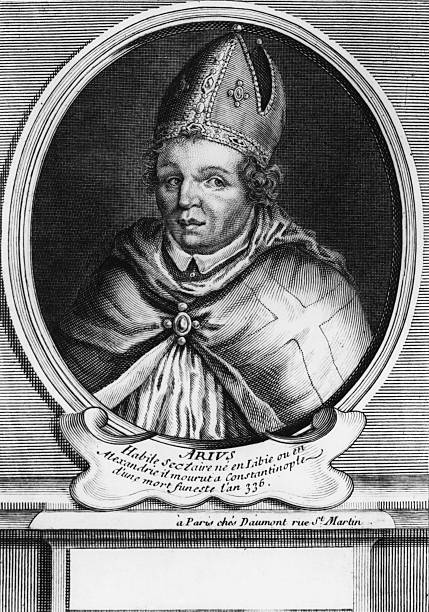 ARIVS
Habile Sectaire né en Libie ou en
Alexandrie il mourut a Constantinople
d'une mort funeste l'an 336.
à Paris chés Daumont rue St. Martin